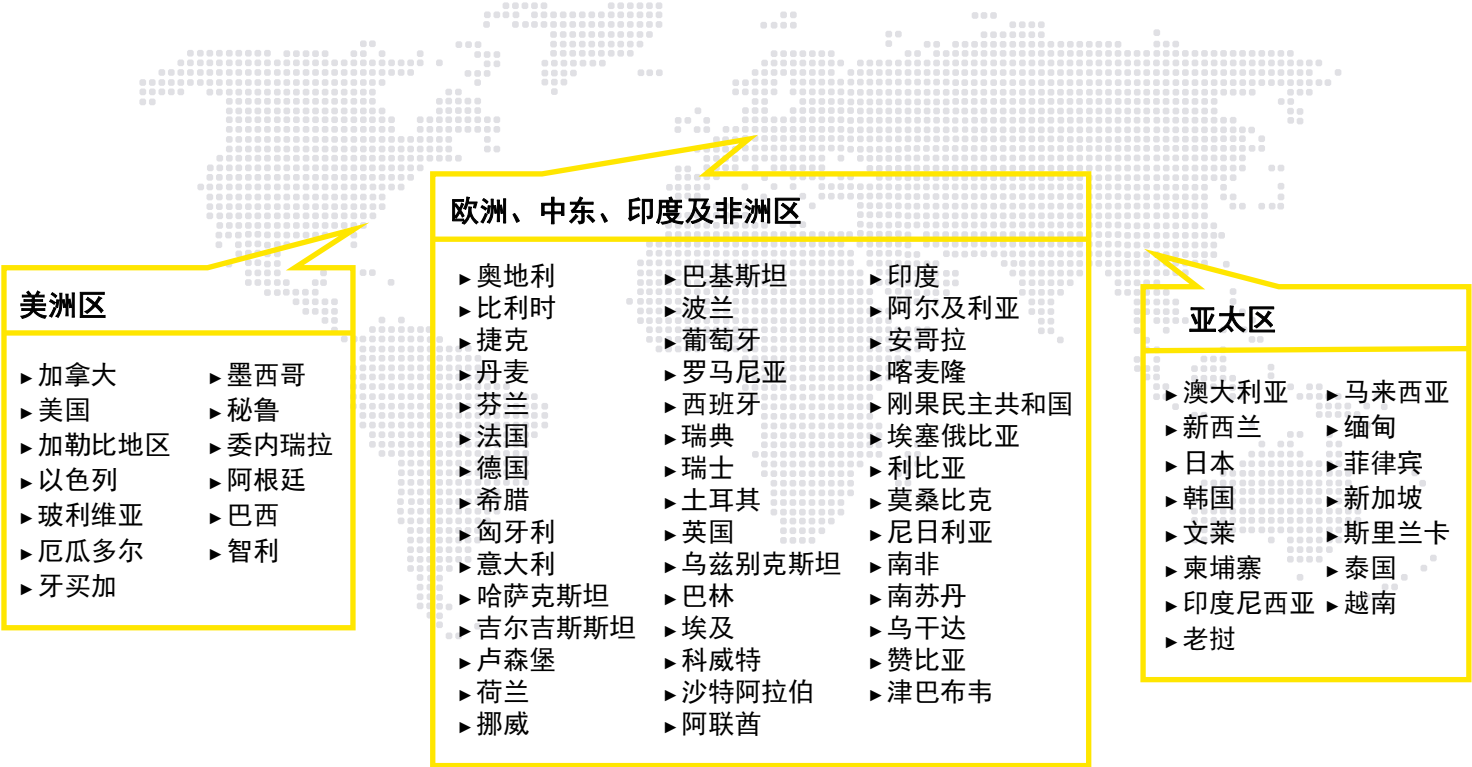 欧洲、中东、印度及非洲区
▸奥地利
▸比利时
▸捷克
▸丹麦
▸芬兰
▸法国
▸德国
▸希腊
▸匈牙利
▸意大利
▸哈萨克斯坦
▸吉尔吉斯斯坦
▸卢森堡
▸荷兰
▸挪威
▸巴基斯坦
▸波兰
▸葡萄牙
▸罗马尼亚
▸西班牙
▸瑞典
▸瑞士
▸土耳其
▸英国
▸乌兹别克斯坦
▸巴林
▸埃及
▸科威特
▸沙特阿拉伯
▸阿联酋
▸印度
▸阿尔及利亚
▸安哥拉
▸喀麦隆
▸刚果民主共和国
▸埃塞俄比亚
▸利比亚
▸莫桑比克
▸尼日利亚
▸南非
▸南苏丹
▸乌干达
▸赞比亚
▸津巴布韦
美洲区
▸加拿大
▸美国
▸加勒比地区
▸以色列
▸玻利维亚
▸厄瓜多尔
▸牙买加
▸墨西哥
▸秘鲁
▸委内瑞拉
▸阿根廷
▸巴西
▸智利
亚太区
▸澳大利亚
▸新西兰
▸日本
▸韩国
▸文莱
▸柬埔寨
▸印度尼西亚
▸老挝
▸马来西亚
▸缅甸
▸菲律宾
▸新加坡
▸斯里兰卡
▸泰国
▸越南